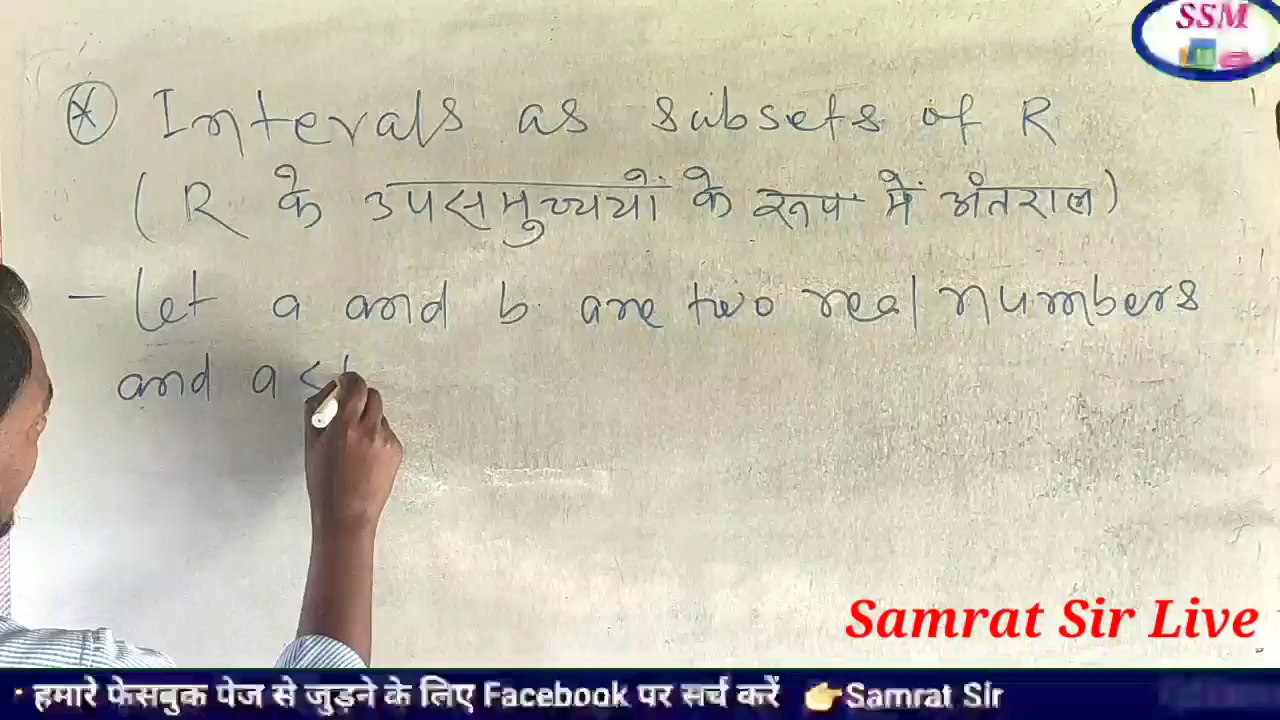 SSM
* Intervals as subsets of R
( R के उपसमुच्चयों के रूप में अंतराल )
- Let a and b are two real numbers
and a <
Samrat Sir Live
हमारे फेसबुक पेज से जुड़ने के लिए Facebook पर सर्च करें 👉Samrat Sir